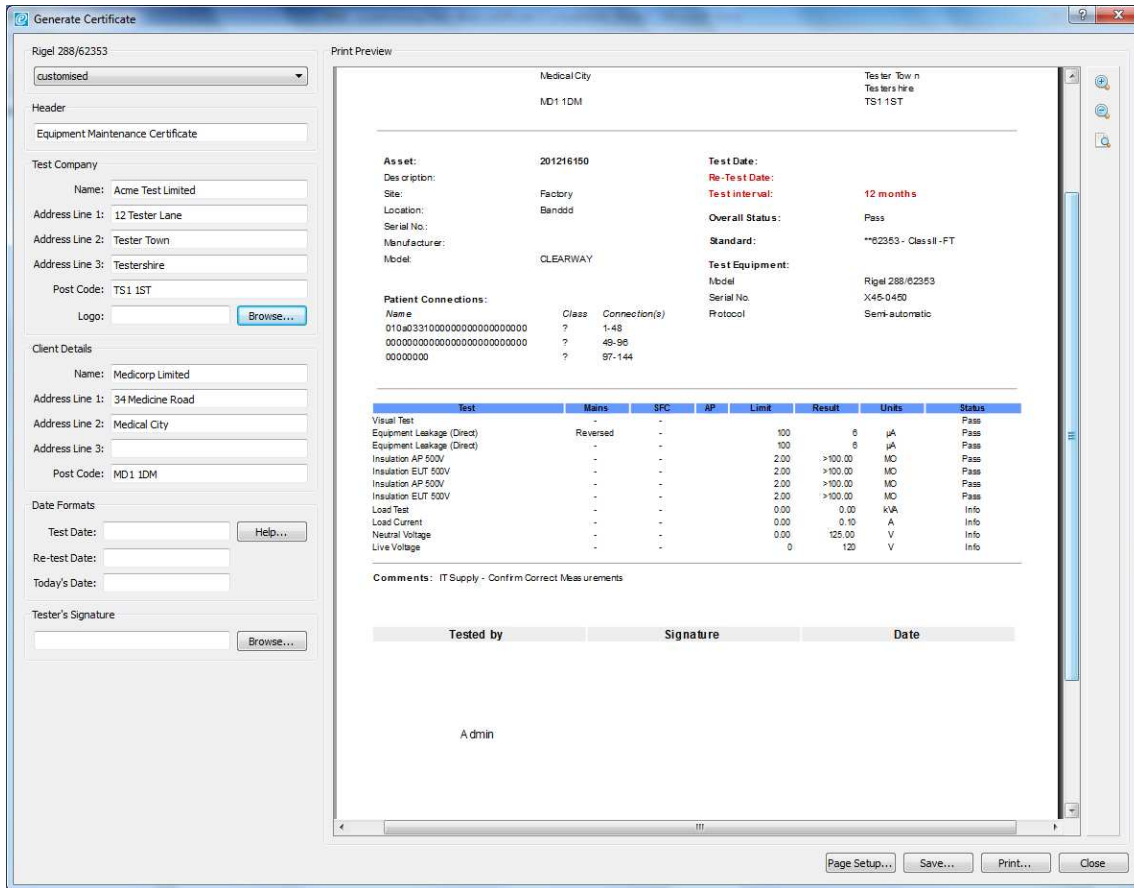 Generate Certificate
Rigel 288/62353
customised
Header
Equipment Maintenance Certificate
Test Company
Name: Acme Test Limited
Address Line 1: 12 Tester Lane
Address Line 2: Tester Town
Address Line 3: Testershire
Post Code: TS1 1ST
Logo: Browse...
Client Details
Name: Medicorp Limited
Address Line 1: 34 Medicine Road
Address Line 2: Medical City
Address Line 3:
Post Code: MD1 1DM
Date Formats
Test Date: Help...
Re-test Date:
Today's Date:
Tester's Signature
Browse...
Print Preview
Medical City Tester Town
Testershire
MD1 1DM TS1 1ST
Asset: 201216150
Description:
Site: Factory
Location: Banddd
Serial No.:
Manufacturer:
Model: CLEARWAY
Patient Connections:
Name Class Connection(s)
010a03310000000000000000 ? 1-48
000000000000000000000000 ? 49-96
00000000 ? 97-144
Test Date:
Re-Test Date:
Test interval: 12 months
Overall Status: Pass
Standard: **62353 - ClassII -FT
Test Equipment:
Model Rigel 288/62353
Serial No. X45-0450
Protocol Semi-automatic
Test Mains SFC AP Limit Result Units Status
Visual Test - - Pass
Equipment Leakage (Direct) Reversed - 100 6 µA Pass
Equipment Leakage (Direct) - - 100 6 µA Pass
Insulation AP 500V - - 2.00 >100.00 MO Pass
Insulation EUT 500V - - 2.00 >100.00 MO Pass
Insulation AP 500V - - 2.00 >100.00 MO Pass
Insulation EUT 500V - - 2.00 >100.00 MO Pass
Load Test - - 0.00 0.00 kVA Info
Load Current - - 0.00 0.10 A Info
Neutral Voltage - - 0.00 125.00 V Info
Live Voltage - - 0 120 V Info
Comments: IT Supply - Confirm Correct Measurements
Tested by Signature Date
Admin
Page Setup... Save... Print... Close